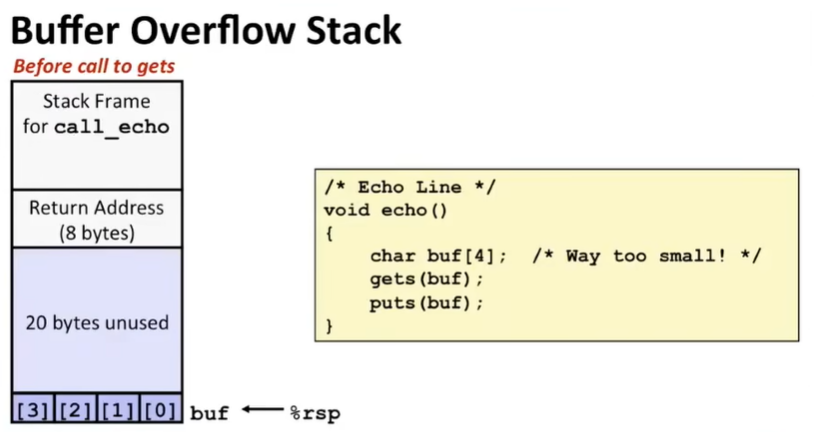 Buffer Overflow Stack
Before call to gets
Stack Frame
for call_echo
Return Address
(8 bytes)
20 bytes unused
[3] [2] [1] [0] buf %rsp
/* Echo Line */
void echo()
{
    char buf[4];  /* Way too small! */
    gets(buf);
    puts(buf);
}